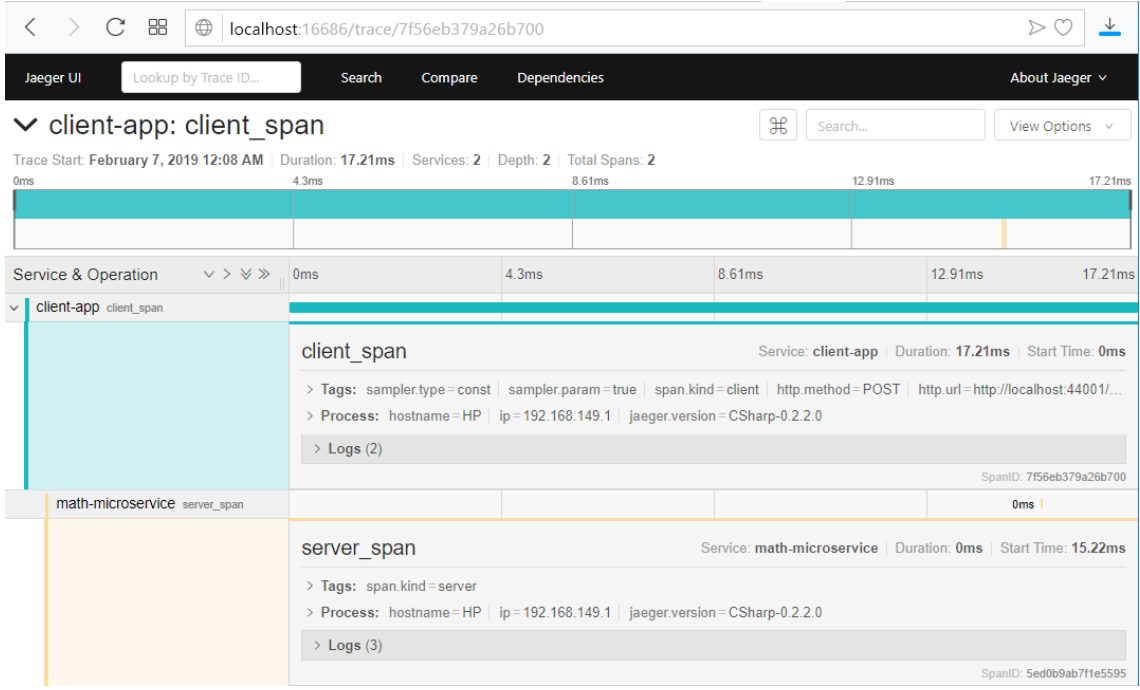 localhost:16686/trace/7f56eb379a26b700
Jaeger UI Lookup by Trace ID... Search Compare Dependencies About Jaeger
client-app: client_span Search... View Options
Trace Start: February 7, 2019 12:08 AM Duration: 17.21ms Services: 2 Depth: 2 Total Spans: 2
0ms 4.3ms 8.61ms 12.91ms 17.21ms
Service & Operation 0ms 4.3ms 8.61ms 12.91ms 17.21ms
client-app client_span
client_span Service: client-app Duration: 17.21ms Start Time: 0ms
> Tags: sampler.type=const sampler.param=true span.kind=client http.method=POST http.url=http://localhost:44001/...
> Process: hostname=HP ip=192.168.149.1 jaeger.version=CSharp-0.2.2.0
> Logs (2)
SpanID: 7f56eb379a26b700
math-microservice server_span 0ms
server_span Service: math-microservice Duration: 0ms Start Time: 15.22ms
> Tags: span.kind=server
> Process: hostname=HP ip=192.168.149.1 jaeger.version=CSharp-0.2.2.0
> Logs (3)
SpanID: 5ed0b9ab7f1e5595